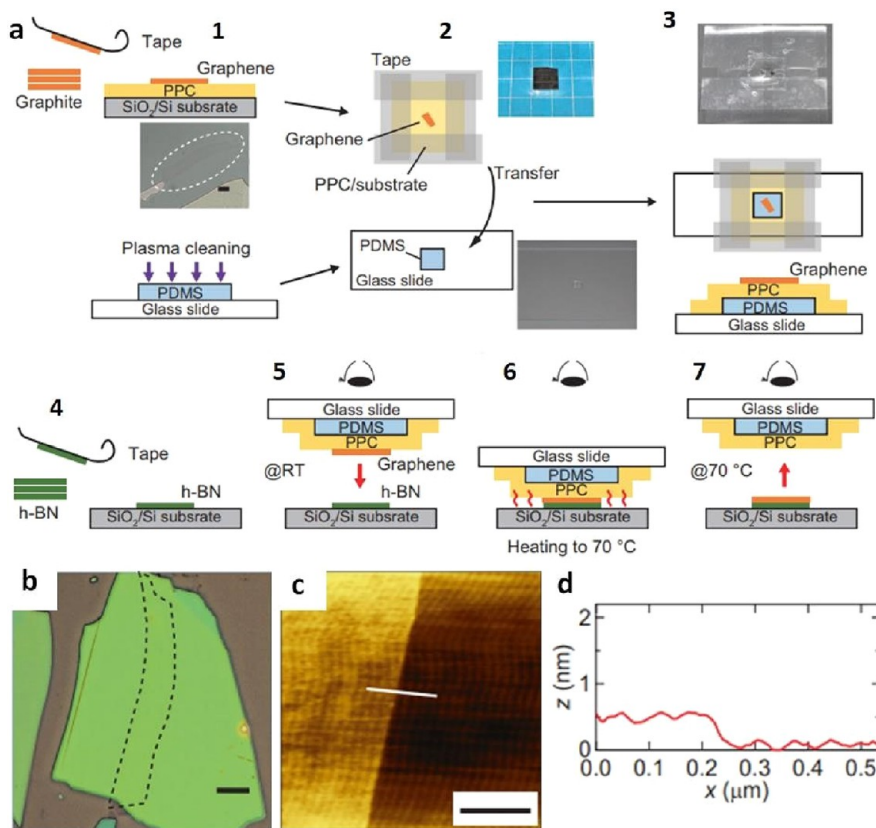 a
1
2
3
Tape
Graphite
Graphene
PPC
SiO2/Si subsrate
Tape
Graphene
PPC/substrate
Transfer
Plasma cleaning
PDMS
Glass slide
PDMS
Glass slide
Graphene
PPC
PDMS
Glass slide
4
5
6
7
Tape
h-BN
h-BN
SiO2/Si subsrate
Glass slide
PDMS
PPC
@RT
Graphene
h-BN
SiO2/Si subsrate
Glass slide
PDMS
PPC
SiO2/Si subsrate
Heating to 70 °C
Glass slide
PDMS
PPC
@70 °C
SiO2/Si subsrate
b
c
d
z (nm)
2
1
0
0.0 0.1 0.2 0.3 0.4 0.5
x (μm)